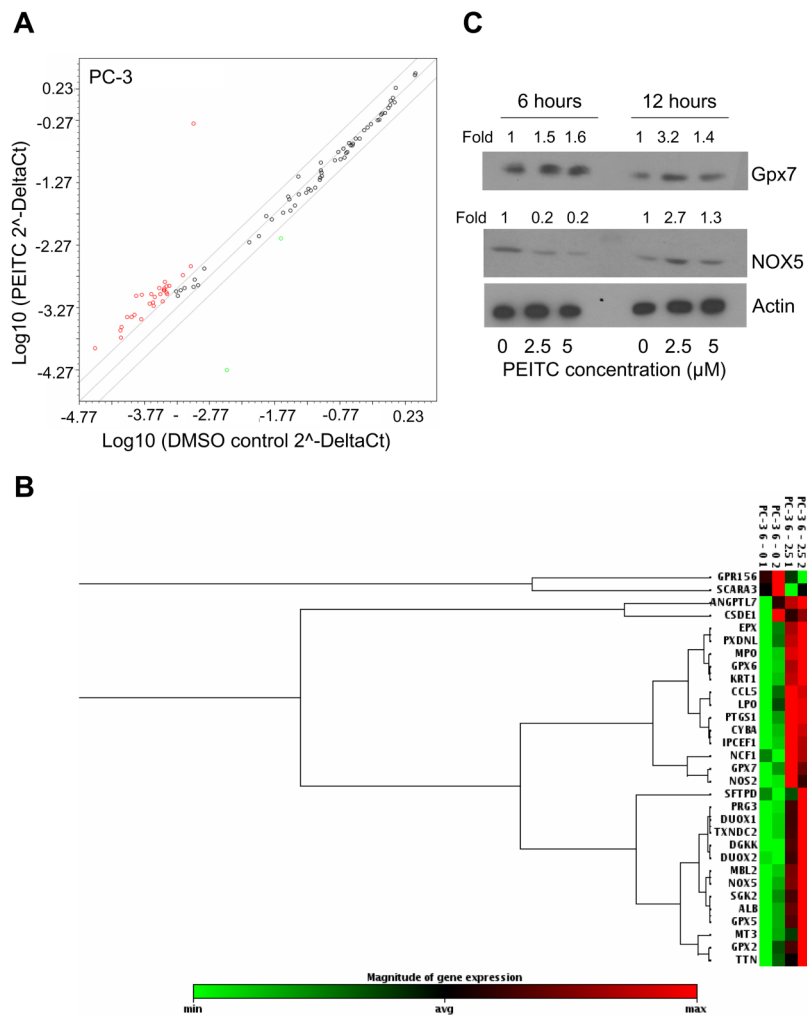 A
PC-3
0.23
-0.27
-1.27
-2.27
-3.27
-4.27
Log10 (PEITC 2^-DeltaCt)
-4.77 -3.77 - -2.77 -1.77 -0.77 0.23
Log10 (DMSO control 2^-DeltaCt)
C
6 hours 12 hours
Fold 1 1.5 1.6 1 3.2 1.4
Gpx7
Fold 1 0.2 0.2 1 2.7 1.3
NOX5
Actin
0 2.5 5 0 2.5 5
PEITC concentration (µM)
B
PC-3 6 - 0 1
PC-3 6 - 0 2
PC-3 6 - 2.5 1
PC-3 6 - 2.5 2
GPR156
SCARA3
ANGPTL7
CSDE1
EPX
PXDNL
MPO
GPX6
KRT1
CCL5
LPO
PTGS1
CYBA
IPCEF1
NCF1
GPX7
NOS2
SFTPD
PRG3
DUOX1
TXNDC2
DGKK
DUOX2
MBL2
NOX5
SGK2
ALB
GPX5
MT3
GPX2
TTN
Magnitude of gene expression
min avg max